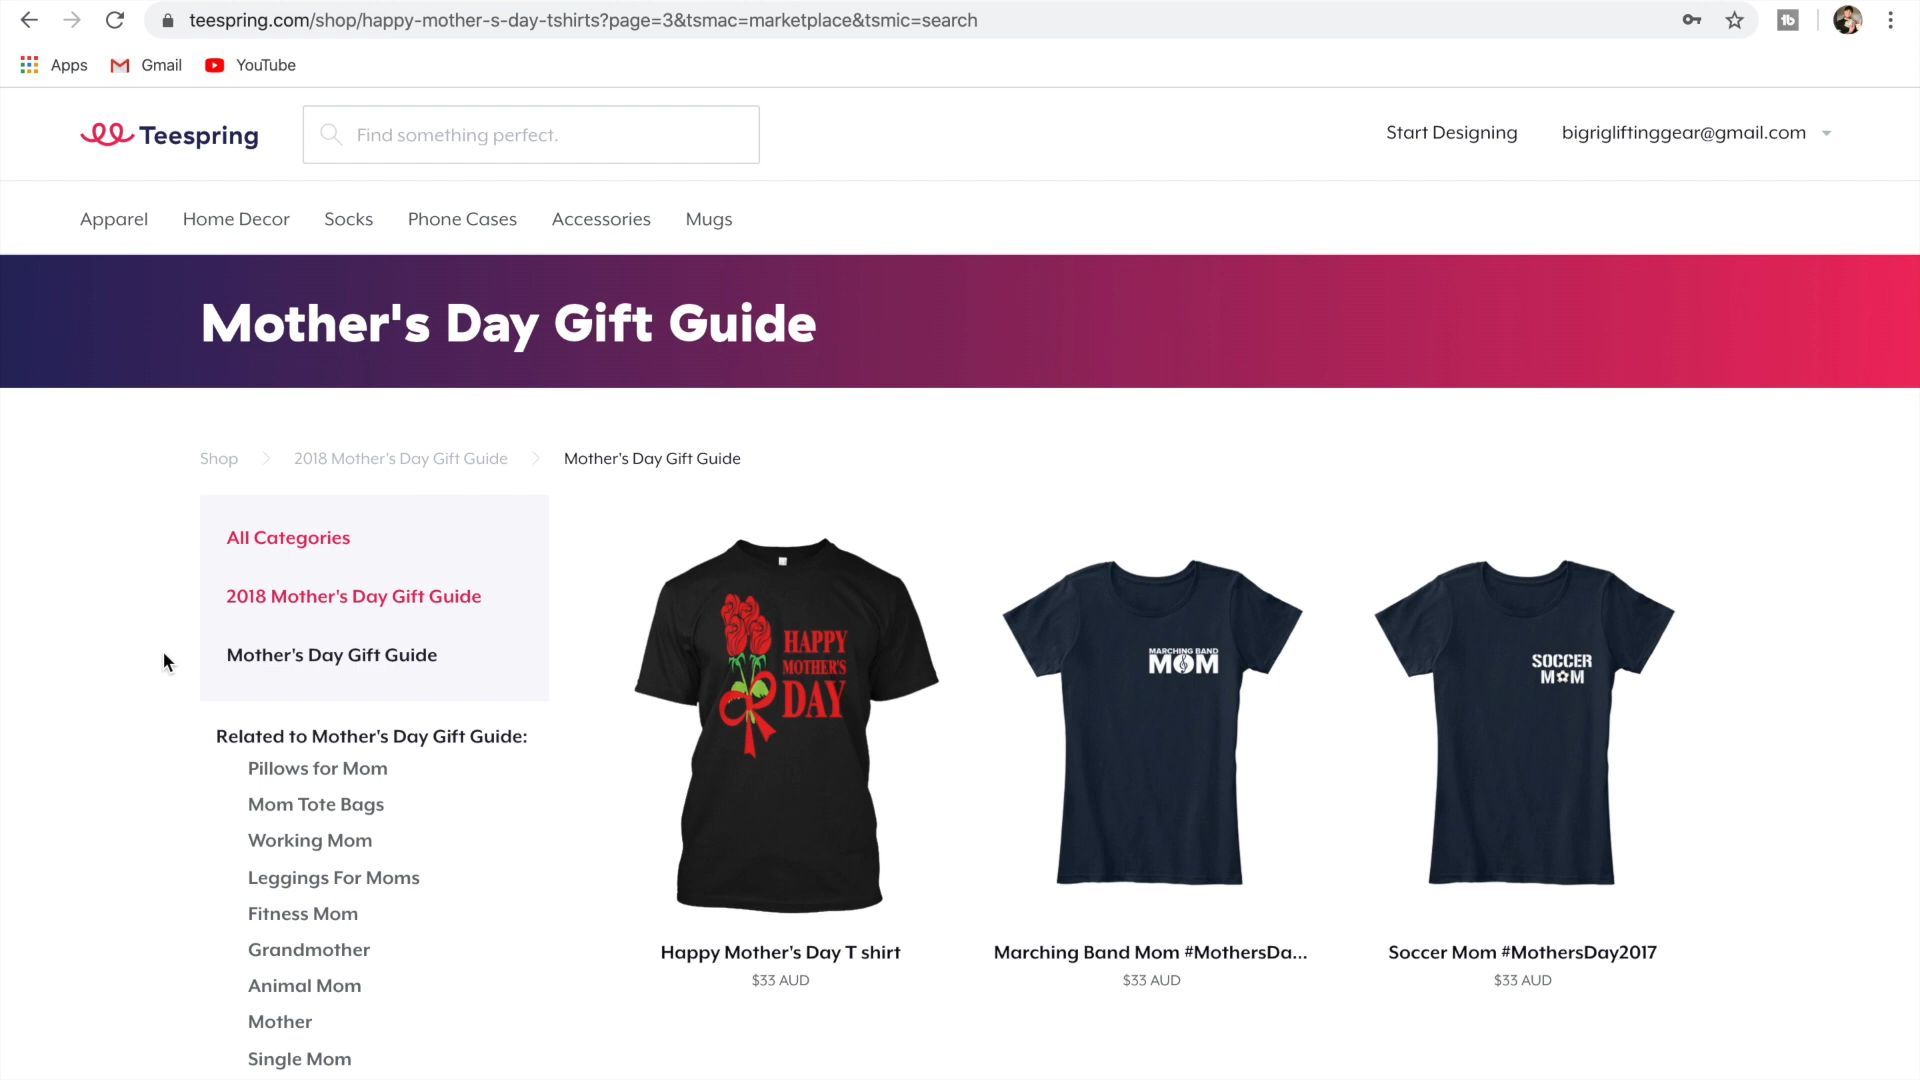 teespring.com/shop/happy-mother-s-day-tshirts?page=3&tsmac=marketplace&tsmic=search
Apps Gmail YouTube
Teespring
Find something perfect.
Start Designing
bigrigliftinggear@gmail.com
Apparel Home Decor Socks Phone Cases Accessories Mugs
Mother's Day Gift Guide
Shop 2018 Mother's Day Gift Guide Mother's Day Gift Guide
All Categories
2018 Mother's Day Gift Guide
Mother's Day Gift Guide
Related to Mother's Day Gift Guide:
Pillows for Mom
Mom Tote Bags
Working Mom
Leggings For Moms
Fitness Mom
Grandmother
Animal Mom
Mother
Single Mom
HAPPY
MOTHER'S
DAY
Happy Mother's Day T shirt
$33 AUD
MARCHING BAND
MOM
Marching Band Mom #MothersDa...
$33 AUD
SOCCER
MOM
Soccer Mom #MothersDay2017
$33 AUD